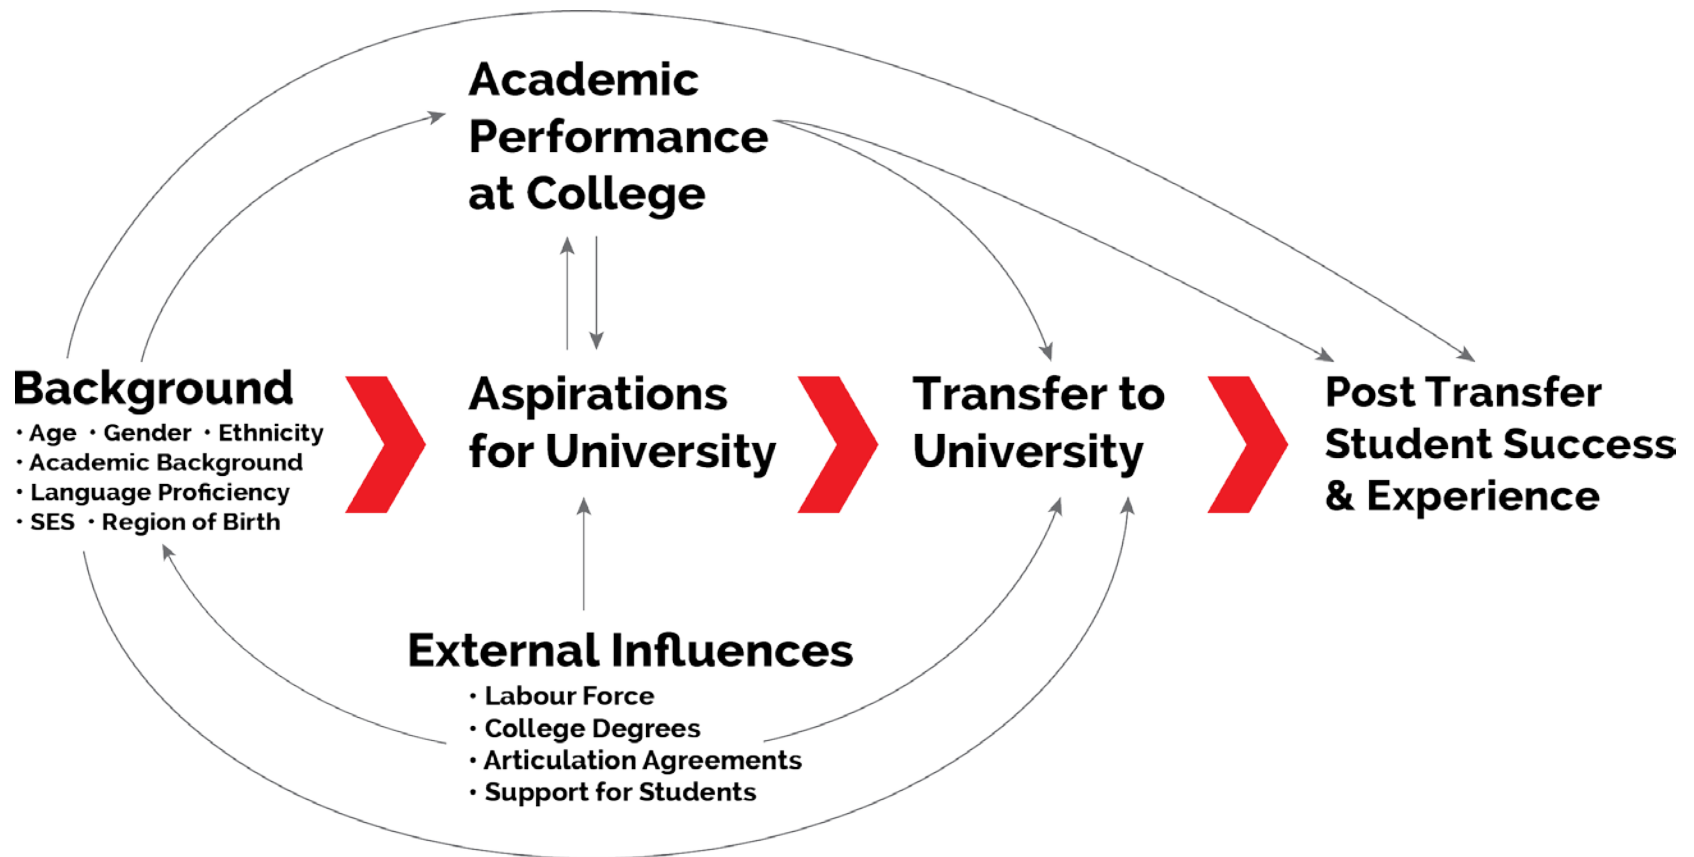 Academic
Performance
at College
Background
· Age · Gender · Ethnicity
· Academic Background
· Language Proficiency
· SES · Region of Birth
Aspirations
for University
Transfer to
University
Post Transfer
Student Success
& Experience
External Influences
· Labour Force
· College Degrees
· Articulation Agreements
· Support for Students